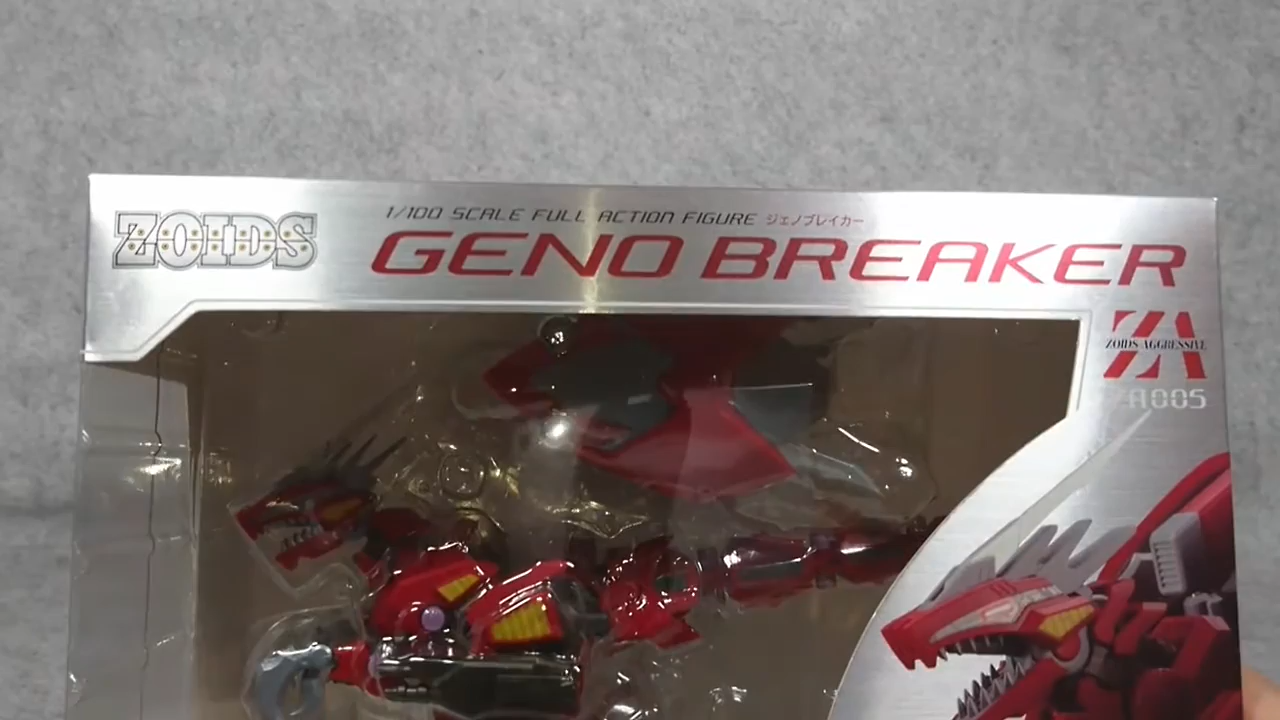 ZOIDS
1/100 SCALE FULL ACTION FIGURE ジェノブレイカー
GENO BREAKER
ZA
ZOIDS AGGRESSIVE
ZA005